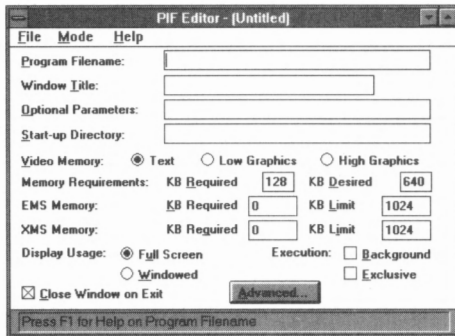 PIF Editor - (Untitled)
File Mode Help
Program Filename:
Window Title:
Optional Parameters:
Start-up Directory:
Video Memory: Text Low Graphics High Graphics
Memory Requirements: KB Required 128 KB Desired 640
EMS Memory: KB Required 0 KB Limit 1024
XMS Memory: KB Required 0 KB Limit 1024
Display Usage: Full Screen Execution: Background
Windowed Exclusive
Close Window on Exit Advanced...
Press F1 for Help on Program Filename